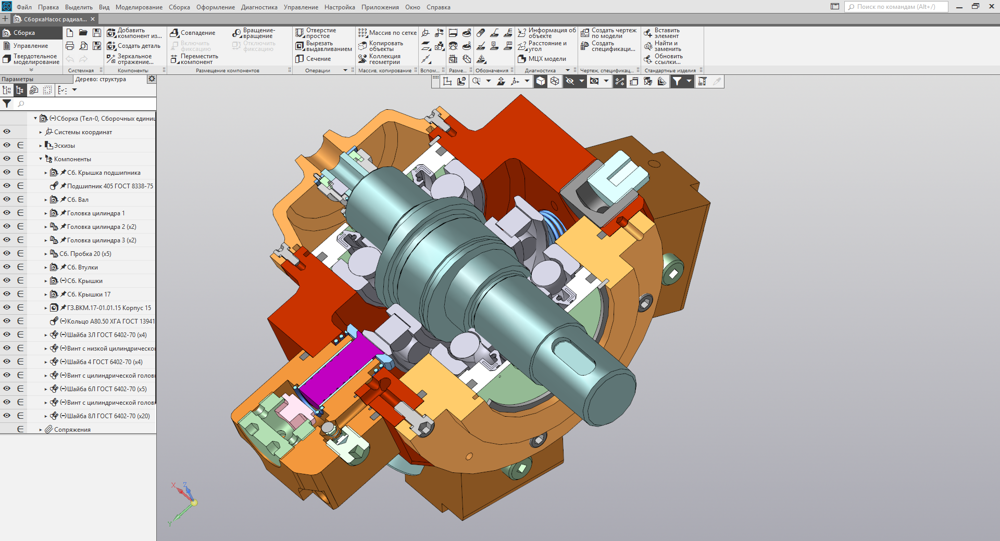 Файл Правка Выделить Вид Моделирование Сборка Оформление Диагностика Управление Настройка Приложения Окно Справка
Поиск по командам (Alt+/)
СборкаНасос радиал...
Сборка
Управление
Твердотельное
моделирование
Системная
Добавить
компонент из...
Создать деталь
Зеркальное
отражение...
Компоненты
Совпадение
Включить
фиксацию
Переместить
компонент
Вращение-
вращение
Отключить
фиксацию
Размещение компонентов
Отверстие
простое
Вырезать
выдавливанием
Сечение
Операции
Массив по сетке
Копировать
объекты
Коллекция
геометрии
Массив, копирование
Вспом...
Разме...
Обозначения
Информация об
объекте
Расстояние и
угол
МЦХ модели
Диагностика
Создать чертеж
по модели
Создать
спецификаци...
Чертеж, спецификац...
Вставить
элемент
Найти и
заменить
Обновить
ссылки...
Стандартные изделия
Параметры
Дерево: структура
(−)Сборка (Тел-0, Сборочных единиц
Системы координат
Эскизы
Компоненты
Сб. Крышка подшипника
Подшипник 405 ГОСТ 8338-75
Сб. Вал
Головка цилиндра 1
Головка цилиндра 2 (x2)
Головка цилиндра 3 (x2)
Сб. Пробка 20 (x5)
Сб. Втулки
(−)Сб. Крышки
Сб. Крышки 17
ГЗ.ВКМ.17-01.01.15 Корпус 15
(−)Кольцо А80.50 ХГА ГОСТ 13941
(−)Шайба 3Л ГОСТ 6402-70 (x4)
(−)Винт с низкой цилиндрическо
(−)Шайба 4 ГОСТ 6402-70 (x4)
(−)Винт с цилиндрической голов
(−)Шайба 6Л ГОСТ 6402-70 (x5)
(−)Винт с цилиндрической голов
(−)Шайба 8Л ГОСТ 6402-70 (x20)
Сопряжения
X Z
Y